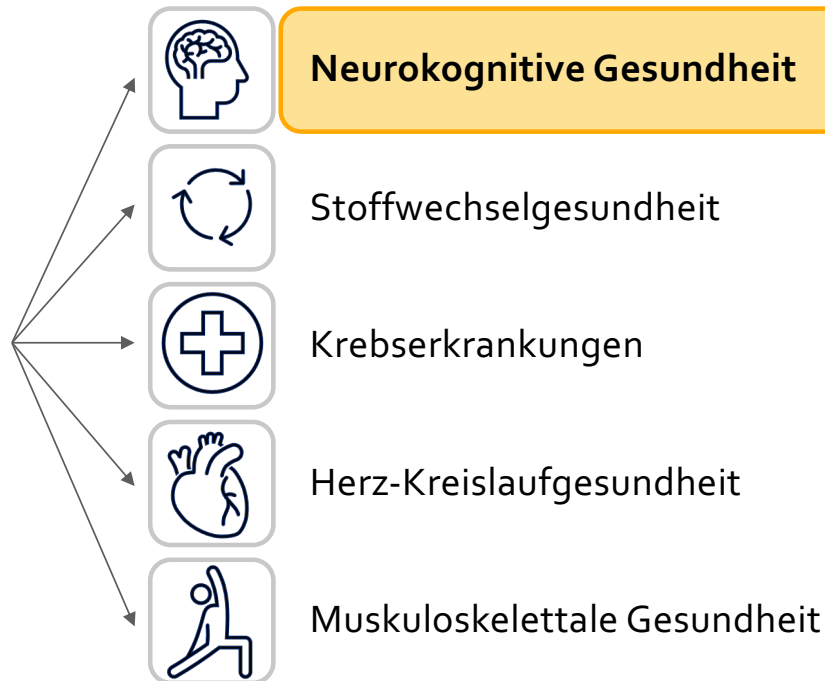 Neurokognitive Gesundheit
Stoffwechselgesundheit
Krebserkrankungen
Herz-Kreislaufgesundheit
Muskuloskelettale Gesundheit